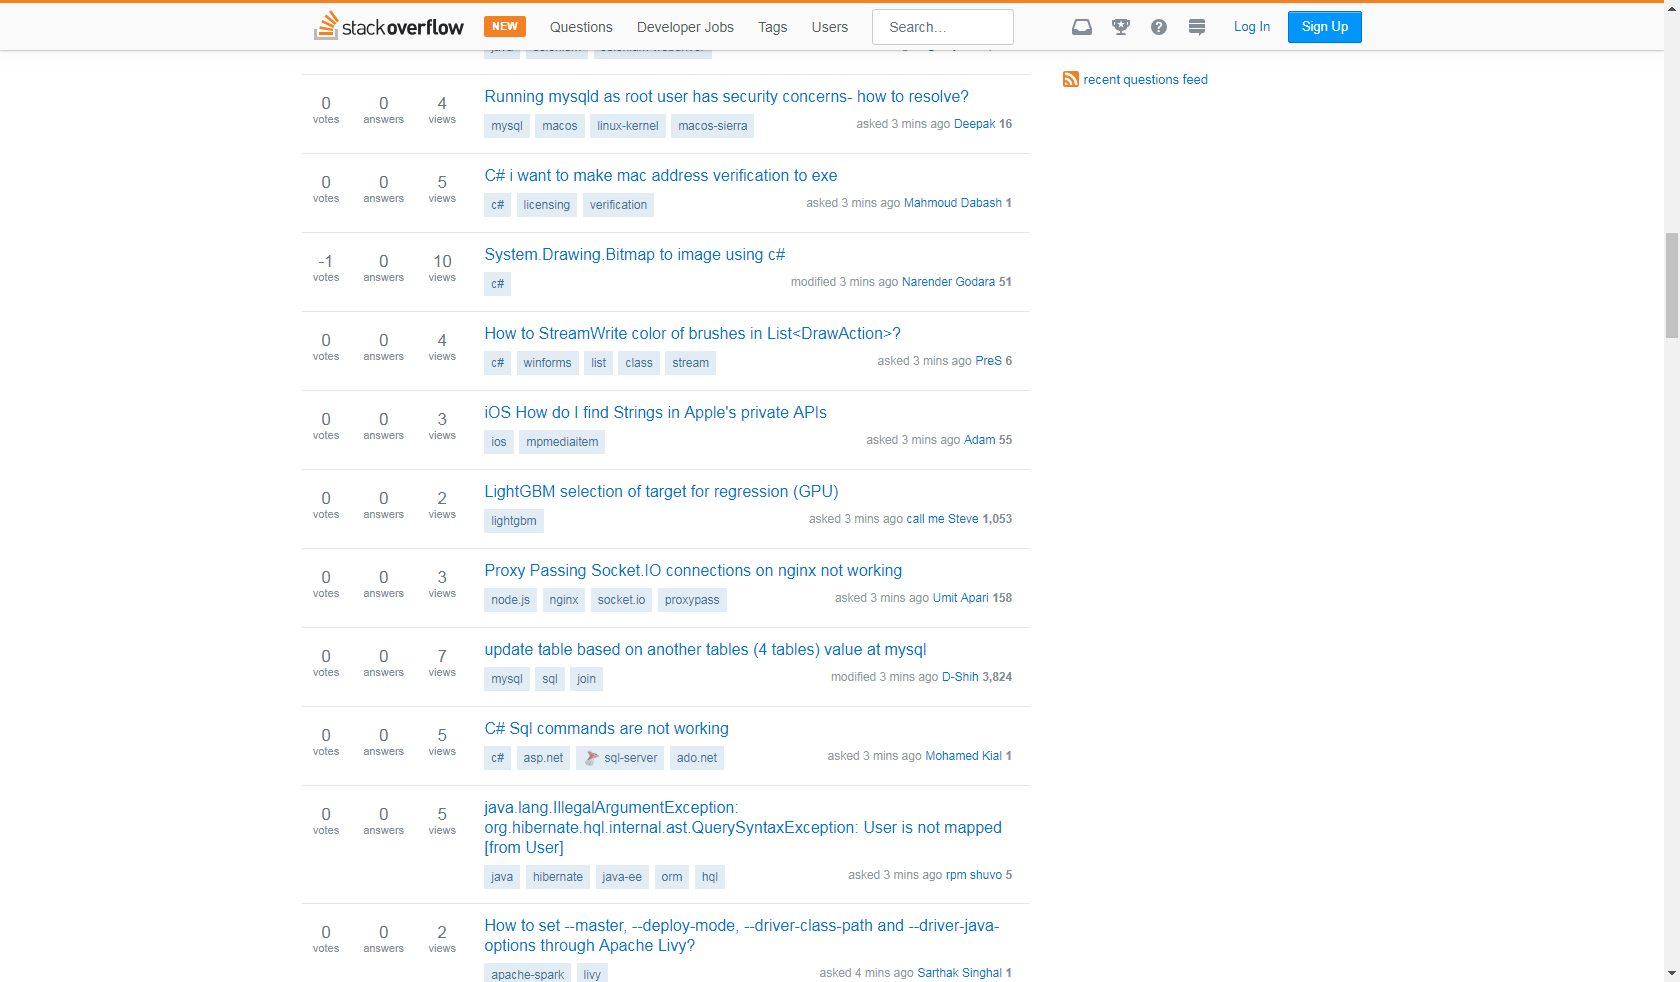 stackoverflow NEW Questions Developer Jobs Tags Users Search... Log In Sign Up
recent questions feed
0 votes 0 answers 4 views
Running mysqld as root user has security concerns- how to resolve?
mysql macos linux-kernel macos-sierra
asked 3 mins ago Deepak 16
0 votes 0 answers 5 views
C# i want to make mac address verification to exe
c# licensing verification
asked 3 mins ago Mahmoud Dabash 1
-1 votes 0 answers 10 views
System.Drawing.Bitmap to image using c#
c#
modified 3 mins ago Narender Godara 51
0 votes 0 answers 4 views
How to StreamWrite color of brushes in List<DrawAction>?
c# winforms list class stream
asked 3 mins ago PreS 6
0 votes 0 answers 3 views
iOS How do I find Strings in Apple's private APIs
ios mpmediaitem
asked 3 mins ago Adam 55
0 votes 0 answers 2 views
LightGBM selection of target for regression (GPU)
lightgbm
asked 3 mins ago call me Steve 1,053
0 votes 0 answers 3 views
Proxy Passing Socket.IO connections on nginx not working
node.js nginx socket.io proxypass
asked 3 mins ago Umit Apari 158
0 votes 0 answers 7 views
update table based on another tables (4 tables) value at mysql
mysql sql join
modified 3 mins ago D-Shih 3,824
0 votes 0 answers 5 views
C# Sql commands are not working
c# asp.net sql-server ado.net
asked 3 mins ago Mohamed Kial 1
0 votes 0 answers 5 views
java.lang.IllegalArgumentException:
org.hibernate.hql.internal.ast.QuerySyntaxException: User is not mapped
[from User]
java hibernate java-ee orm hql
asked 3 mins ago rpm shuvo 5
0 votes 0 answers 2 views
How to set --master, --deploy-mode, --driver-class-path and --driver-java-
options through Apache Livy?
apache-spark livy
asked 4 mins ago Sarthak Singhal 1